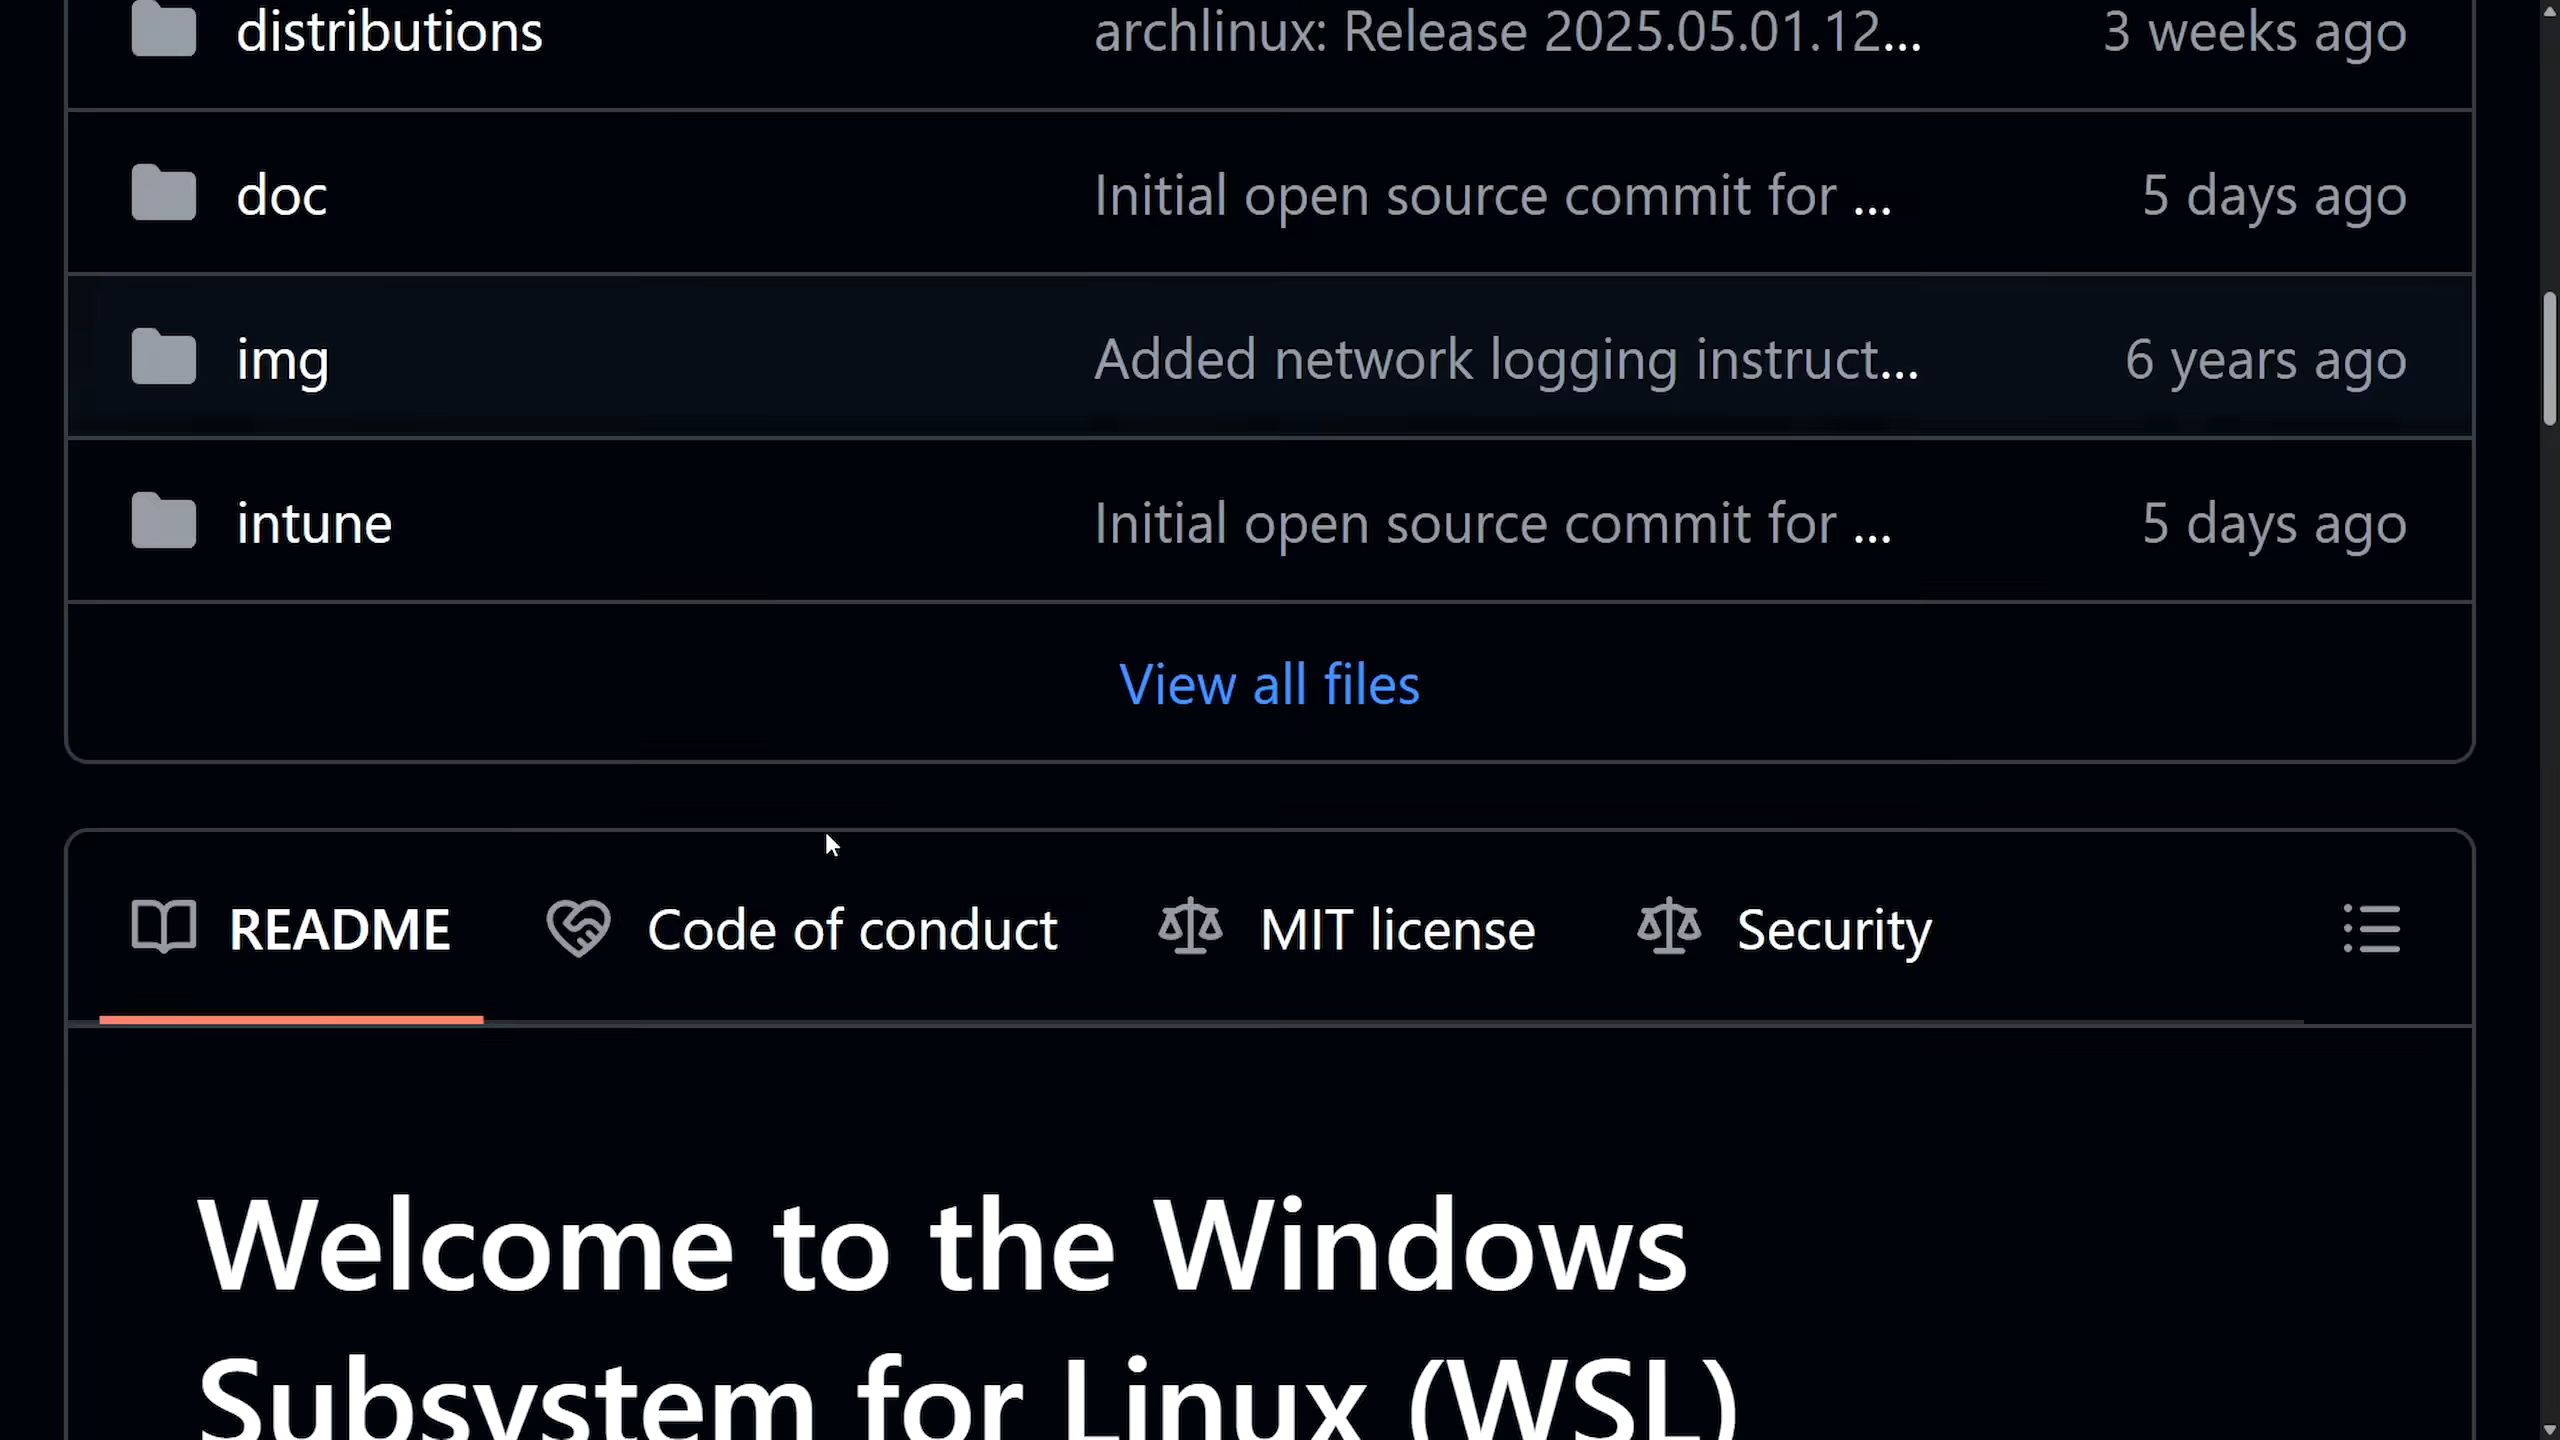 distributions archlinux: Release 2025.05.01.12... 3 weeks ago
doc Initial open source commit for ... 5 days ago
img Added network logging instruct... 6 years ago
intune Initial open source commit for ... 5 days ago
View all files
README Code of conduct MIT license Security
Welcome to the Windows
Subsystem for Linux (WSL)